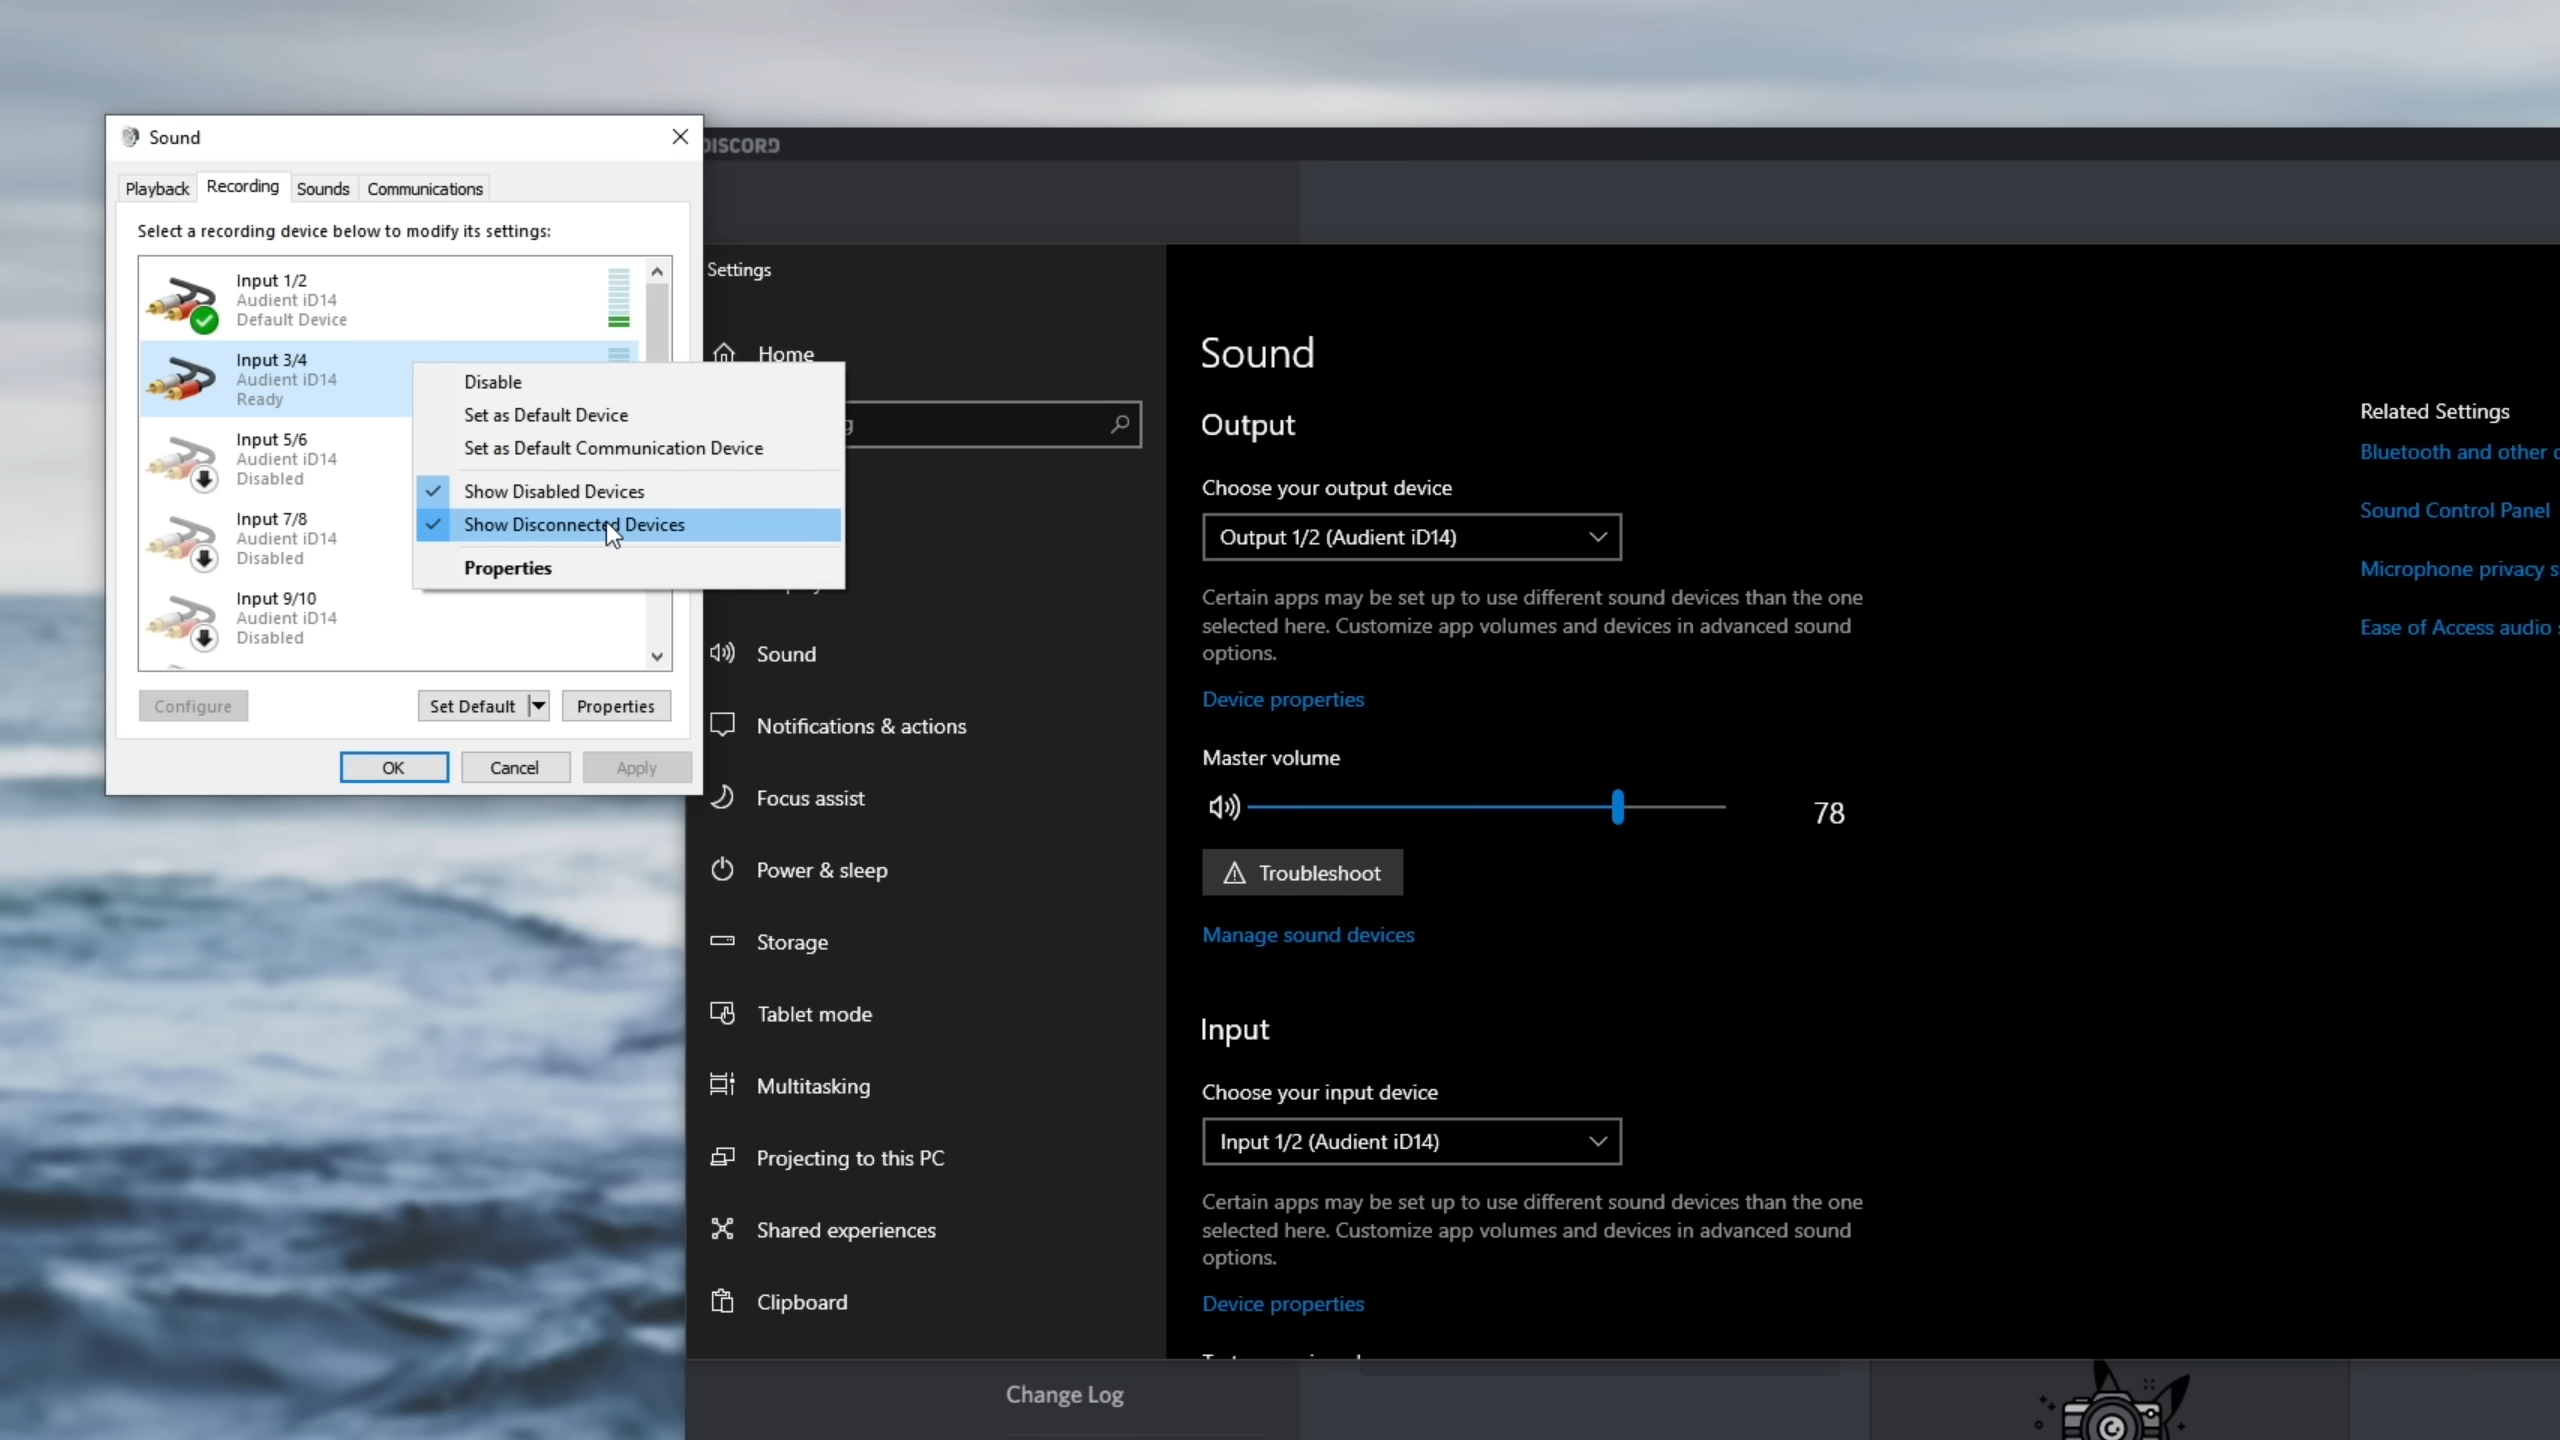 Sound
Playback
Recording
Sounds
Communications
Select a recording device below to modify its settings:
Input 1/2
Audient iD14
Default Device
Input 3/4
Audient iD14
Ready
Input 5/6
Audient iD14
Disabled
Input 7/8
Audient iD14
Disabled
Input 9/10
Audient iD14
Disabled
Configure
Set Default
Properties
OK
Cancel
Apply
Disable
Set as Default Device
Set as Default Communication Device
Show Disabled Devices
Show Disconnected Devices
Properties
DISCORD
Settings
Home
Sound
Notifications & actions
Focus assist
Power & sleep
Storage
Tablet mode
Multitasking
Projecting to this PC
Shared experiences
Clipboard
Sound
Output
Choose your output device
Output 1/2 (Audient iD14)
Certain apps may be set up to use different sound devices than the one
selected here. Customize app volumes and devices in advanced sound
options.
Device properties
Master volume
78
Troubleshoot
Manage sound devices
Input
Choose your input device
Input 1/2 (Audient iD14)
Certain apps may be set up to use different sound devices than the one
selected here. Customize app volumes and devices in advanced sound
options.
Device properties
Related Settings
Bluetooth and other
Sound Control Panel
Microphone privacy
Ease of Access audio
Change Log